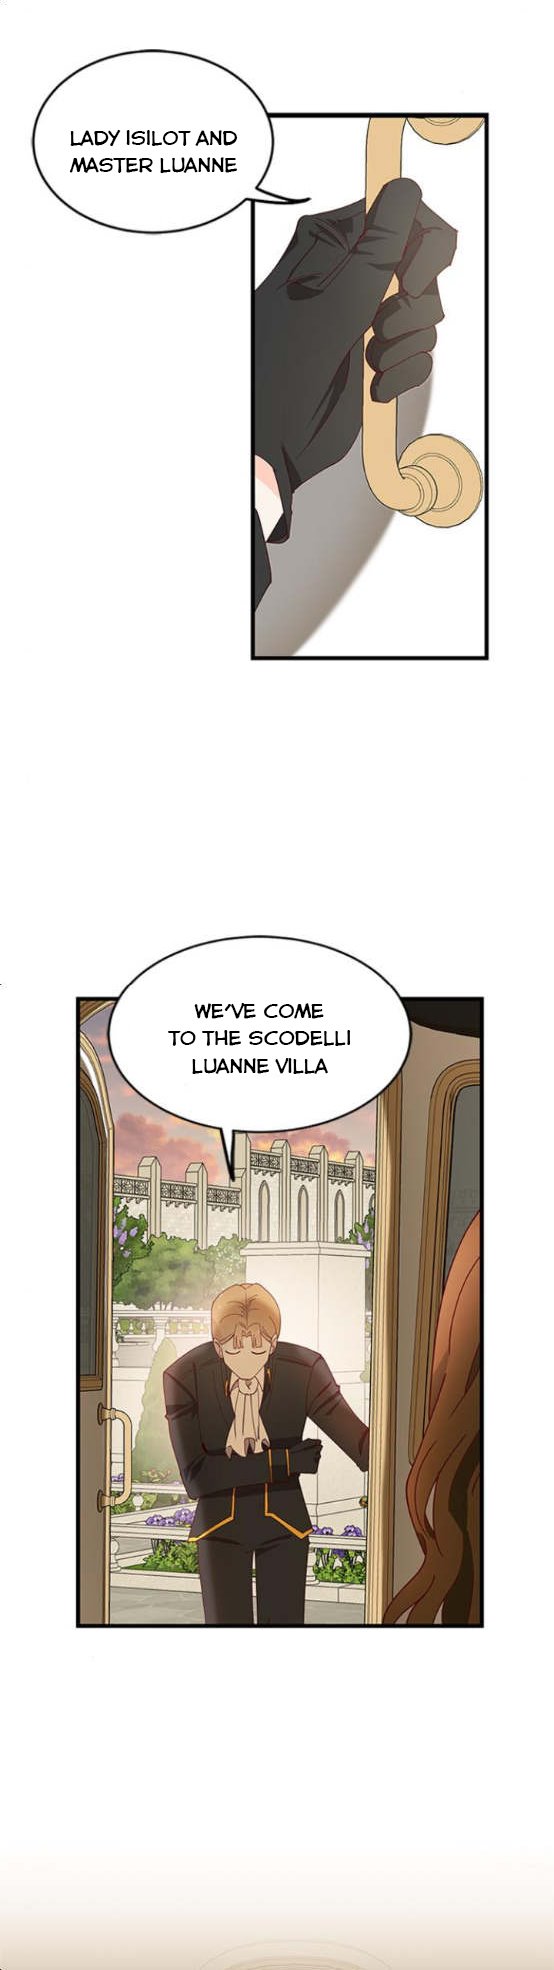 LADY ISILOT AND
MASTER LUANNE
WE'VE COME
TO THE SCODELLI
LUANNE VILLA